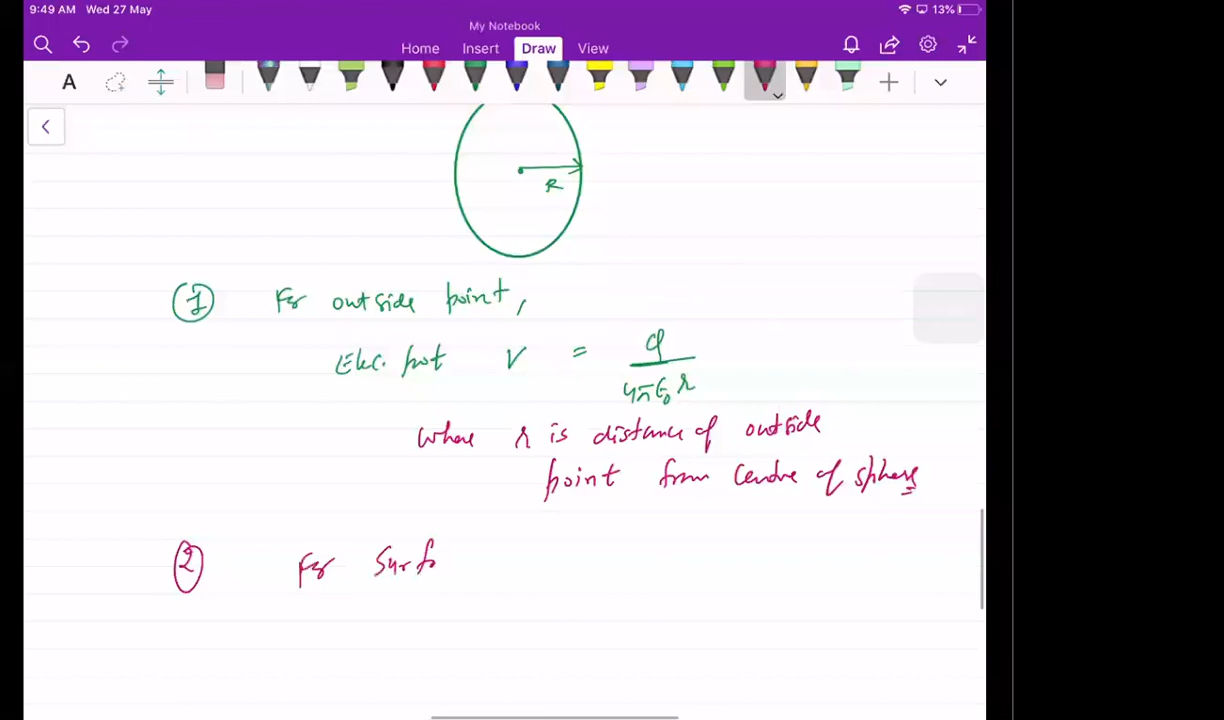 9:49 AM Wed 27 May
13%
My Notebook
Home Insert Draw View
A
R
1 For outside point,
Elec. pot V = q
4πε₀r
where r is distance of outside
point from centre of sphere
2 For Surfa